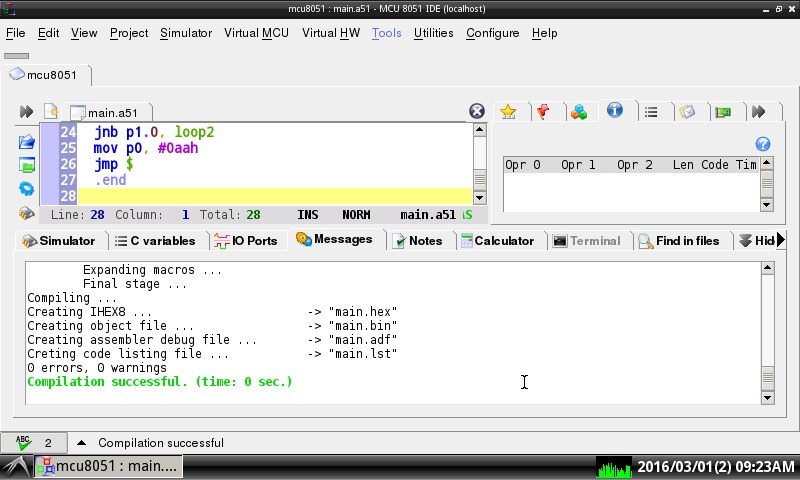 mcu8051 : main.a51 - MCU 8051 IDE (localhost)
File Edit View Project Simulator Virtual MCU Virtual HW Tools Utilities Configure Help
mcu8051
main.a51
24 jnb p1.0, loop2
25 mov p0, #0aah
26 jmp $
27 .end
28
Line: 28 Column: 1 Total: 28 INS NORM main.a51
Opr 0 Opr 1 Opr 2 Len Code Tim
Simulator C variables IO Ports Messages Notes Calculator Terminal Find in files Hid
Expanding macros ...
Final stage ...
Compiling ...
Creating IHEX8 ... -> "main.hex"
Creating object file ... -> "main.bin"
Creating assembler debug file ... -> "main.adf"
Creting code listing file ... -> "main.lst"
0 errors, 0 warnings
Compilation successful. (time: 0 sec.)
ABC 2 Compilation successful
mcu8051 : main.... 2016/03/01(2) 09:23AM